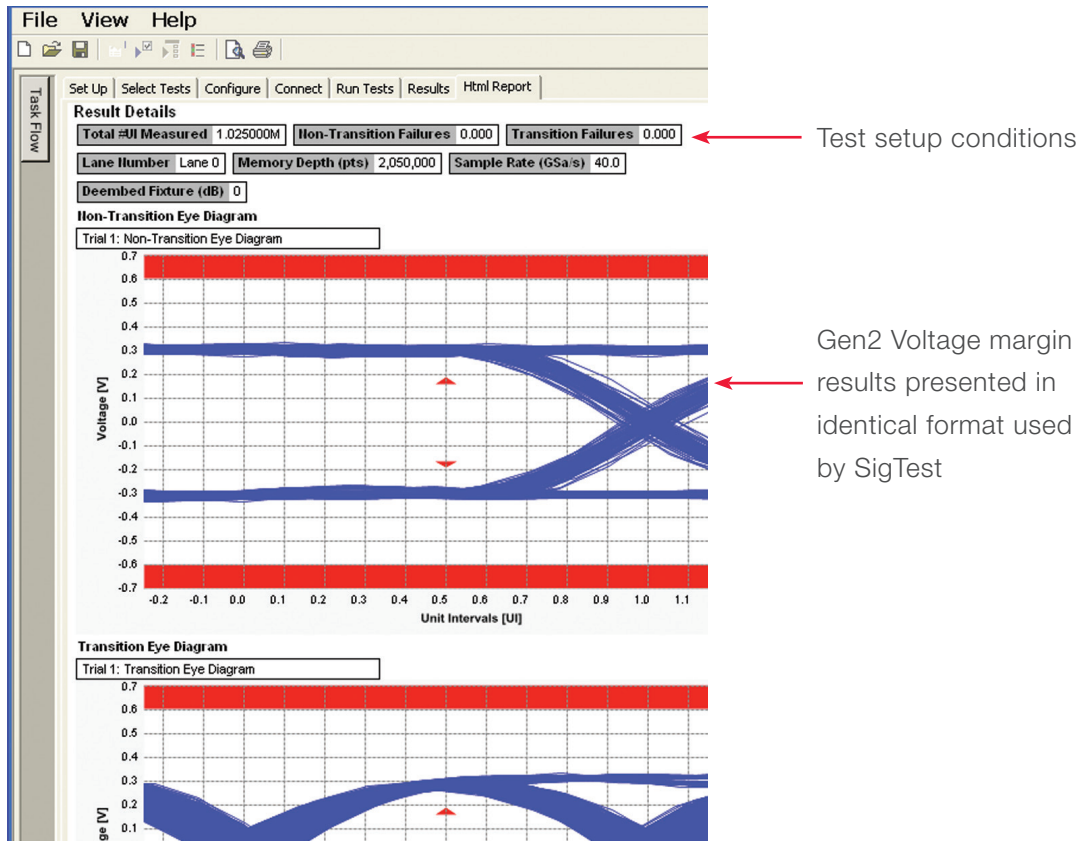 File View Help
Task Flow
Set Up Select Tests Configure Connect Run Tests Results Html Report
Result Details
Total #UI Measured 1.025000M Non-Transition Failures 0.000 Transition Failures 0.000
Test setup conditions
Lane Number Lane 0 Memory Depth (pts) 2,050,000 Sample Rate (GSa/s) 40.0
Deembed Fixture (dB) 0
Non-Transition Eye Diagram
Trial 1: Non-Transition Eye Diagram
0.7
0.6
0.5
0.4
0.3
0.2
0.1
0.0
-0.1
-0.2
-0.3
-0.4
-0.5
-0.6
-0.7
Voltage [V]
-0.2 -0.1 0.0 0.1 0.2 0.3 0.4 0.5 0.6 0.7 0.8 0.9 1.0 1.1
Unit Intervals [UI]
Gen2 Voltage margin
results presented in
identical format used
by SigTest
Transition Eye Diagram
Trial 1: Transition Eye Diagram
0.7
0.6
0.5
0.4
0.3
0.2
0.1
ge [V]